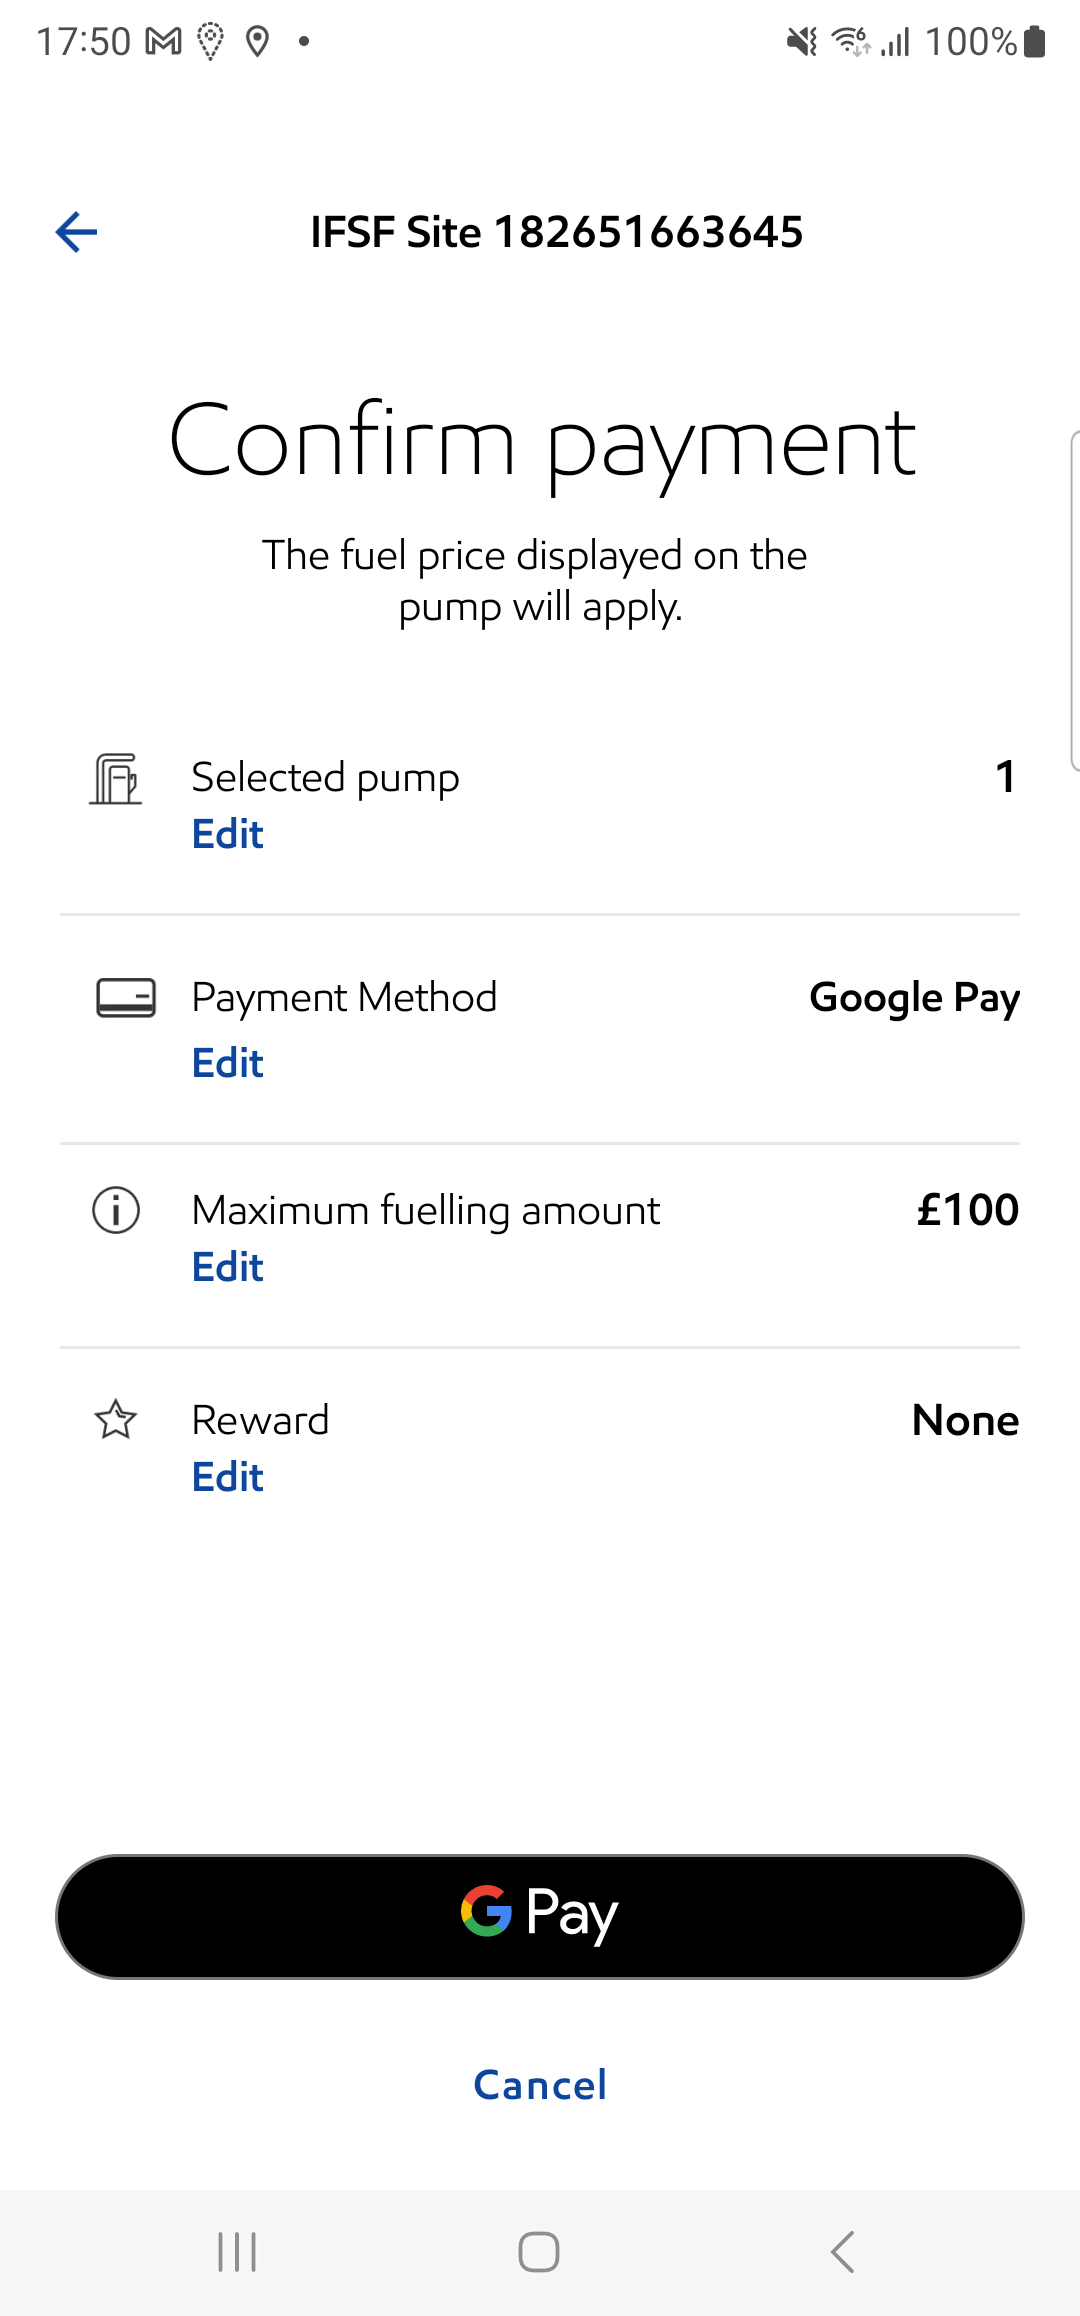 17:50
100%
IFSF Site 182651663645
Confirm payment
The fuel price displayed on the
pump will apply.
Selected pump 1
Edit
Payment Method Google Pay
Edit
Maximum fuelling amount £100
Edit
Reward None
Edit
G Pay
Cancel